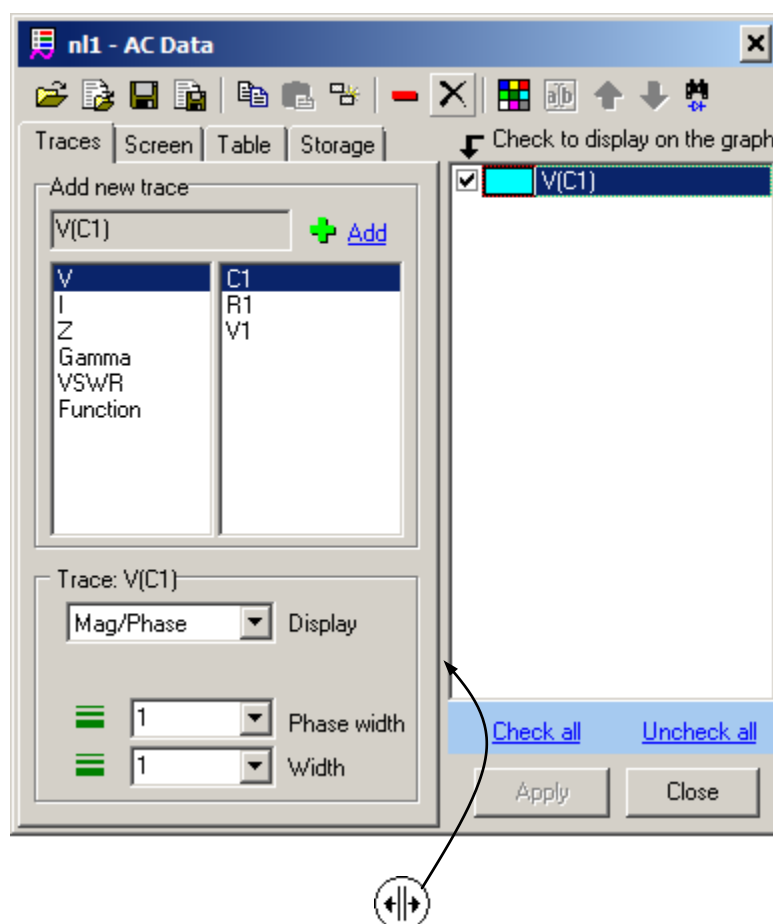 nl1 - AC Data
Traces Screen Table Storage
Check to display on the graph
Add new trace
V(C1)
Add
V
I
Z
Gamma
VSWR
Function
C1
R1
V1
V(C1)
Trace: V(C1)
Mag/Phase Display
1 Phase width
1 Width
Check all Uncheck all
Apply Close